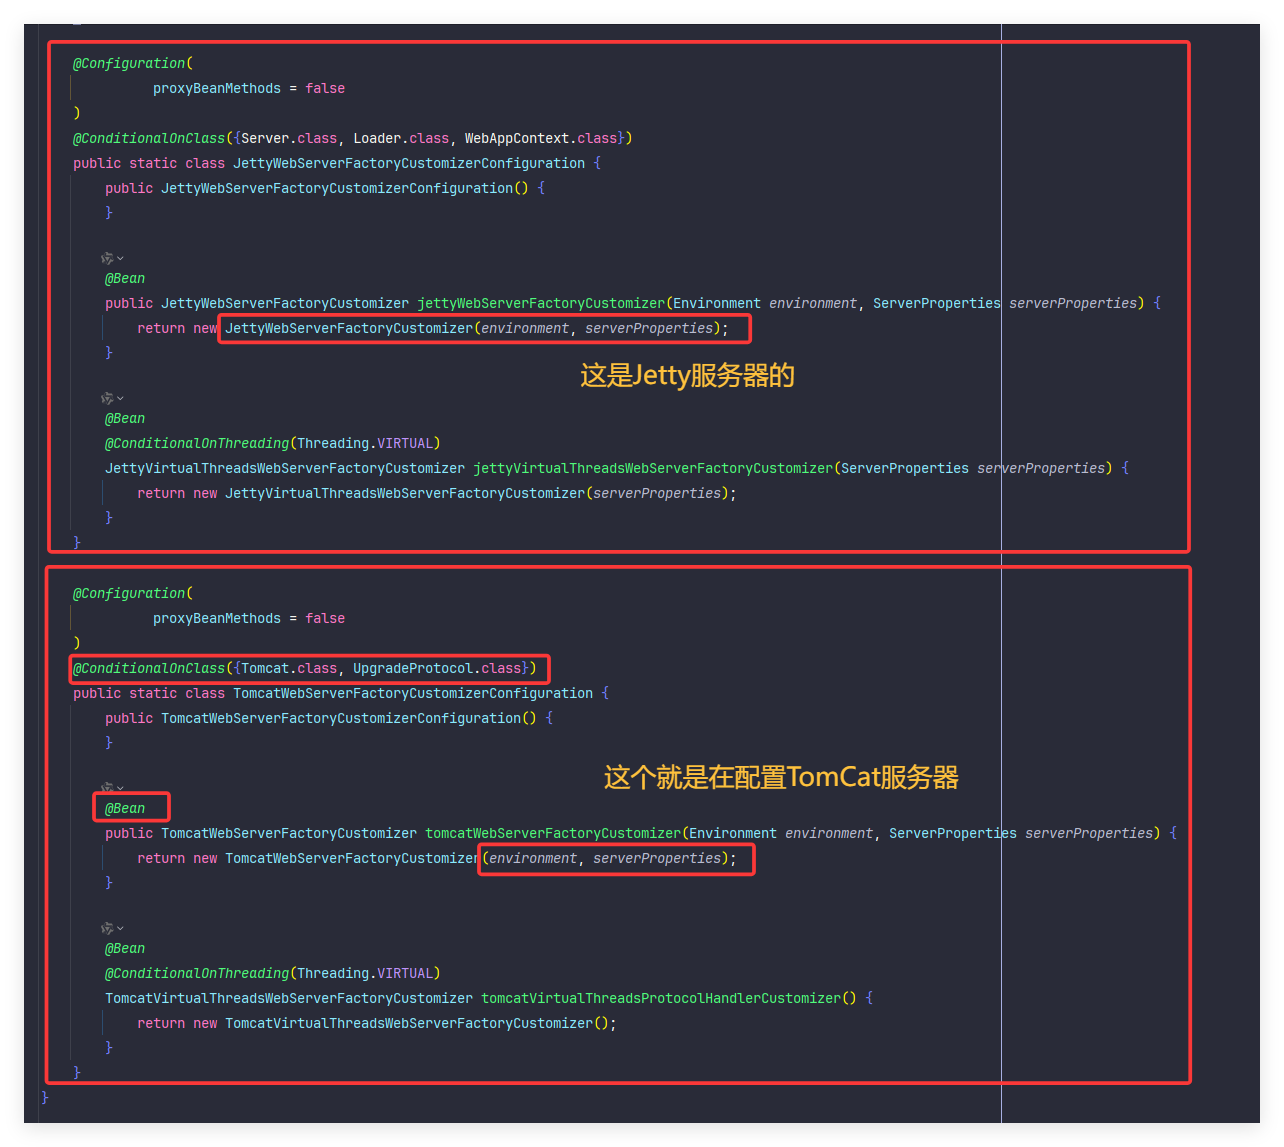 @Configuration(
proxyBeanMethods = false
)
@ConditionalOnClass({Server.class, Loader.class, WebAppContext.class})
public static class JettyWebServerFactoryCustomizerConfiguration {
public JettyWebServerFactoryCustomizerConfiguration() {
}
@Bean
public JettyWebServerFactoryCustomizer jettyWebServerFactoryCustomizer(Environment environment, ServerProperties serverProperties) {
return new JettyWebServerFactoryCustomizer(environment, serverProperties);
}
这是Jetty服务器的
@Bean
@ConditionalOnThreading(Threading.VIRTUAL)
JettyVirtualThreadsWebServerFactoryCustomizer jettyVirtualThreadsWebServerFactoryCustomizer(ServerProperties serverProperties) {
return new JettyVirtualThreadsWebServerFactoryCustomizer(serverProperties);
}
}
@Configuration(
proxyBeanMethods = false
)
@ConditionalOnClass({Tomcat.class, UpgradeProtocol.class})
public static class TomcatWebServerFactoryCustomizerConfiguration {
public TomcatWebServerFactoryCustomizerConfiguration() {
}
这个就是在配置TomCat服务器
@Bean
public TomcatWebServerFactoryCustomizer tomcatWebServerFactoryCustomizer(Environment environment, ServerProperties serverProperties) {
return new TomcatWebServerFactoryCustomizer(environment, serverProperties);
}
@Bean
@ConditionalOnThreading(Threading.VIRTUAL)
TomcatVirtualThreadsWebServerFactoryCustomizer tomcatVirtualThreadsProtocolHandlerCustomizer() {
return new TomcatVirtualThreadsWebServerFactoryCustomizer();
}
}
}